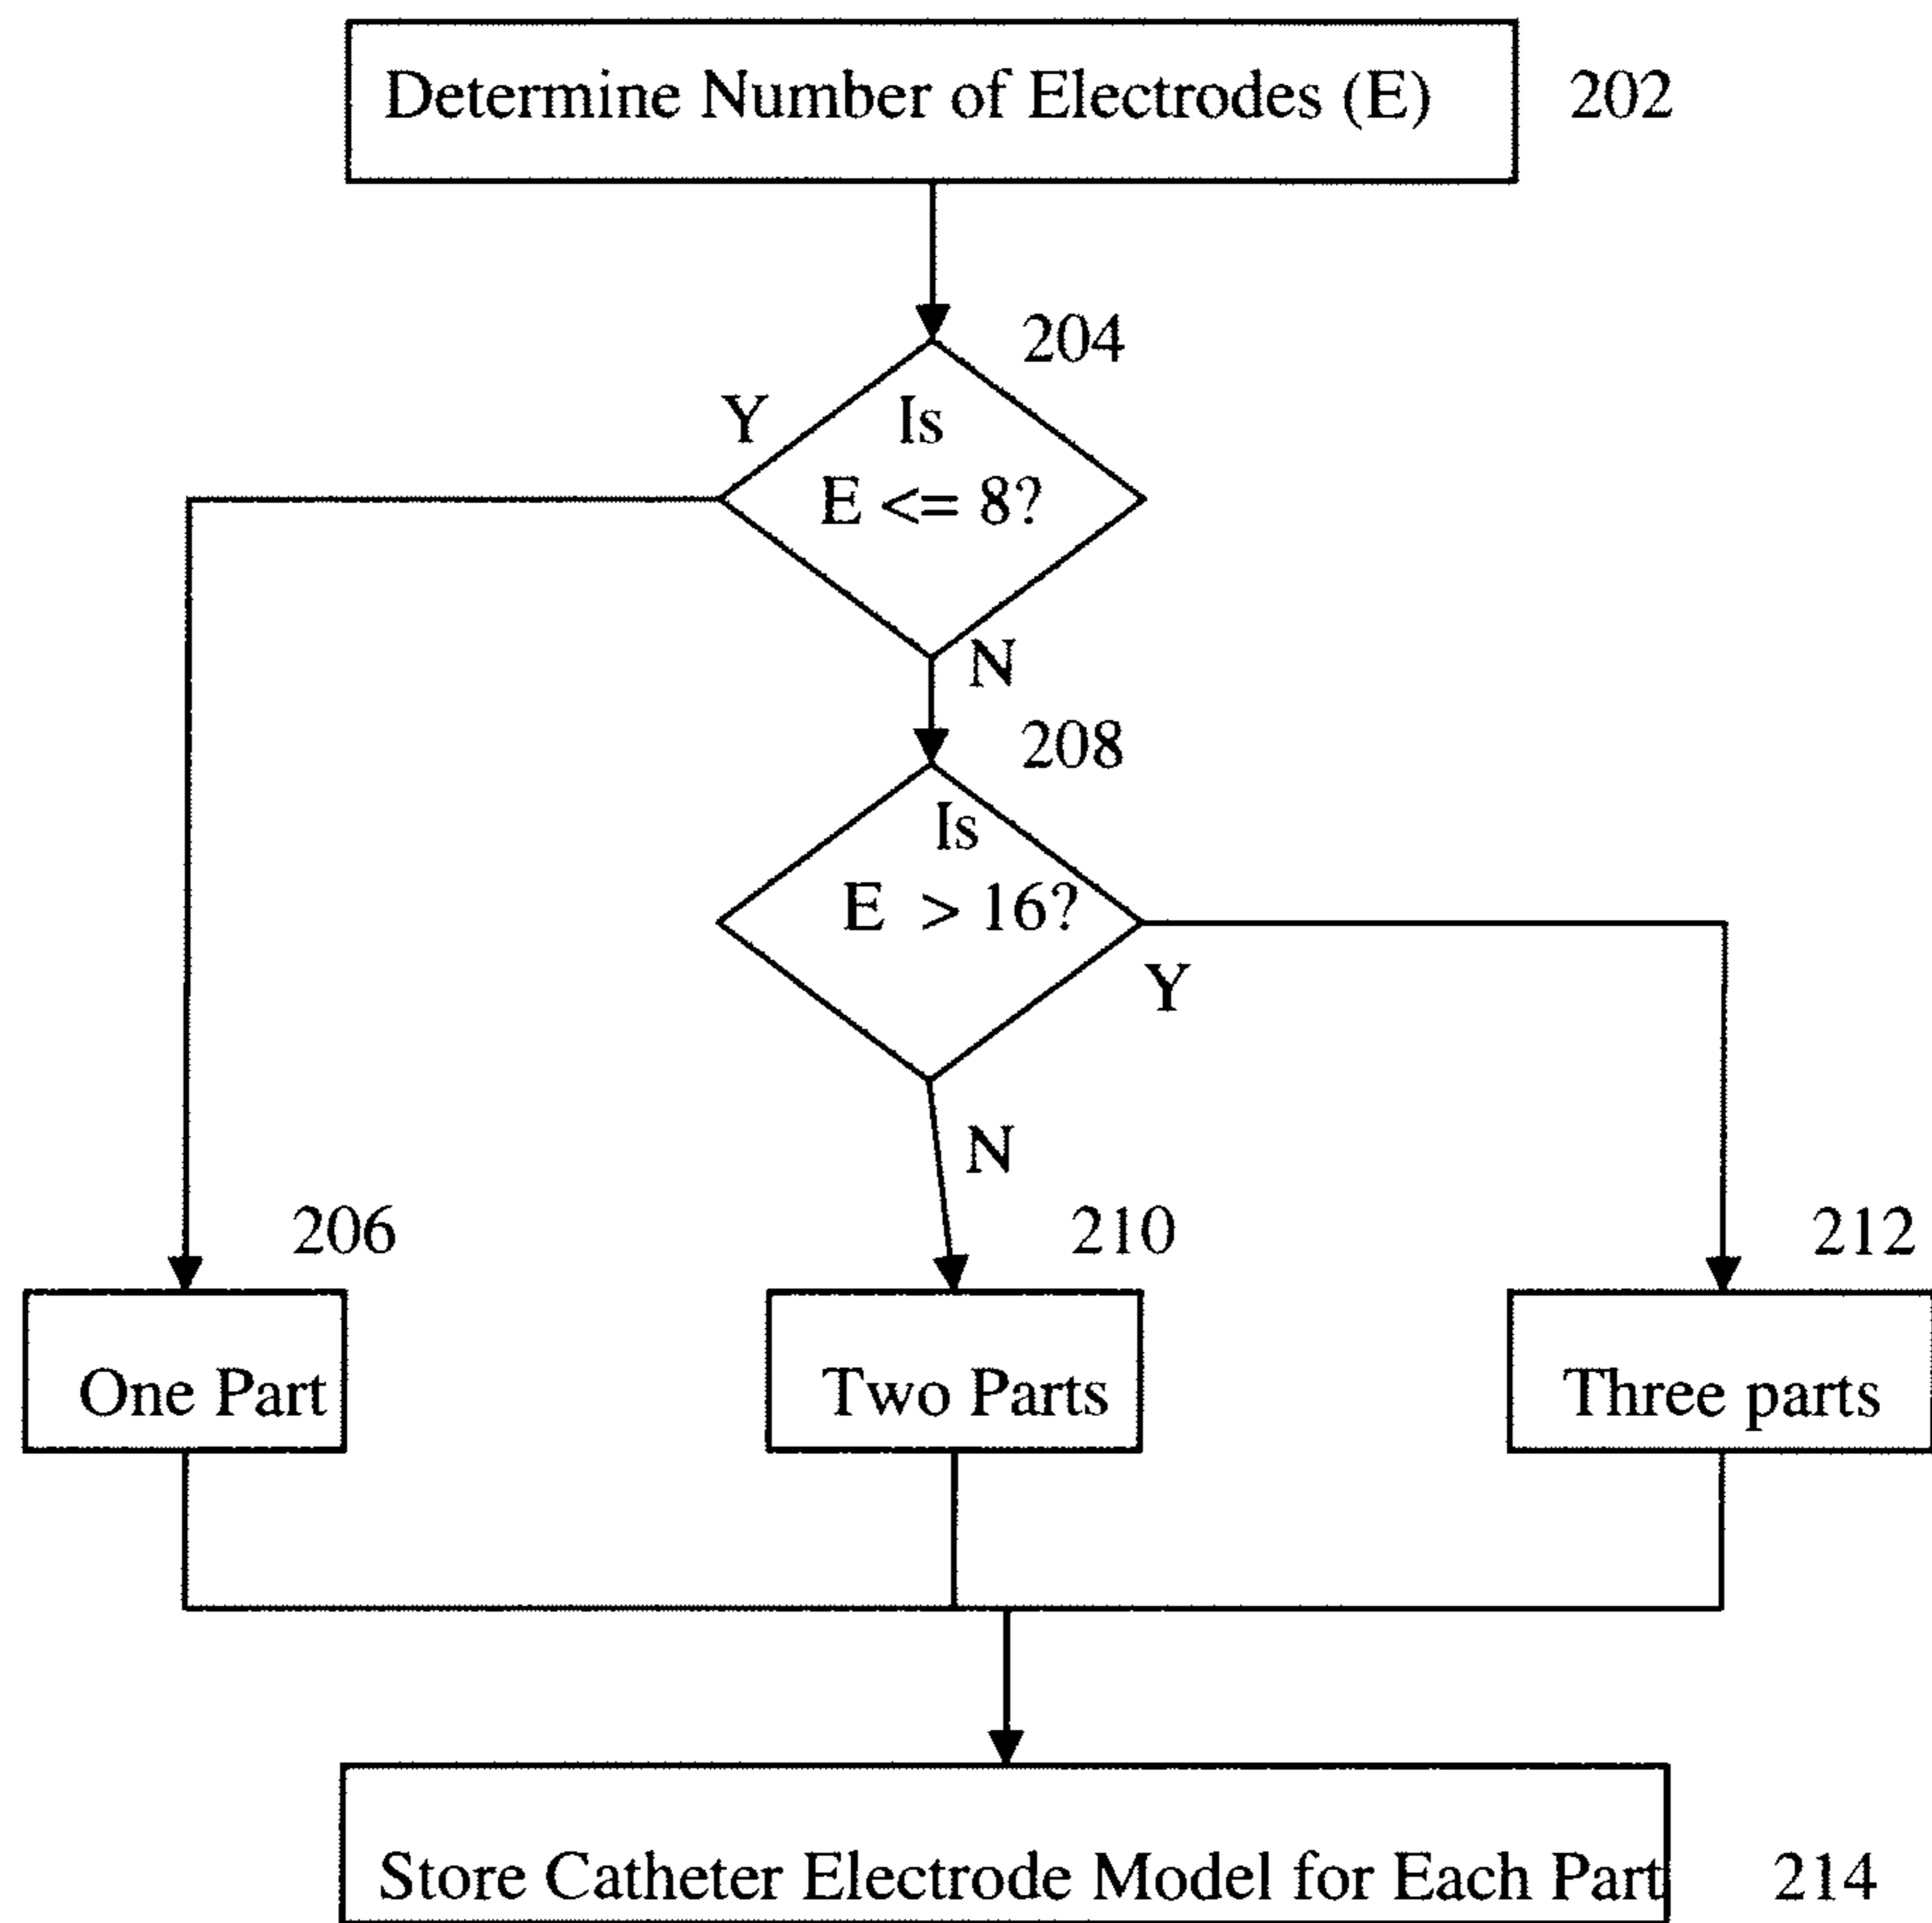 Determine Number of Electrodes (E)
202
204
Y
Is
E <= 8?
N
208
Is
E > 16?
Y
N
206
210
212
One Part
Two Parts
Three parts
Store Catheter Electrode Model for Each Part
214